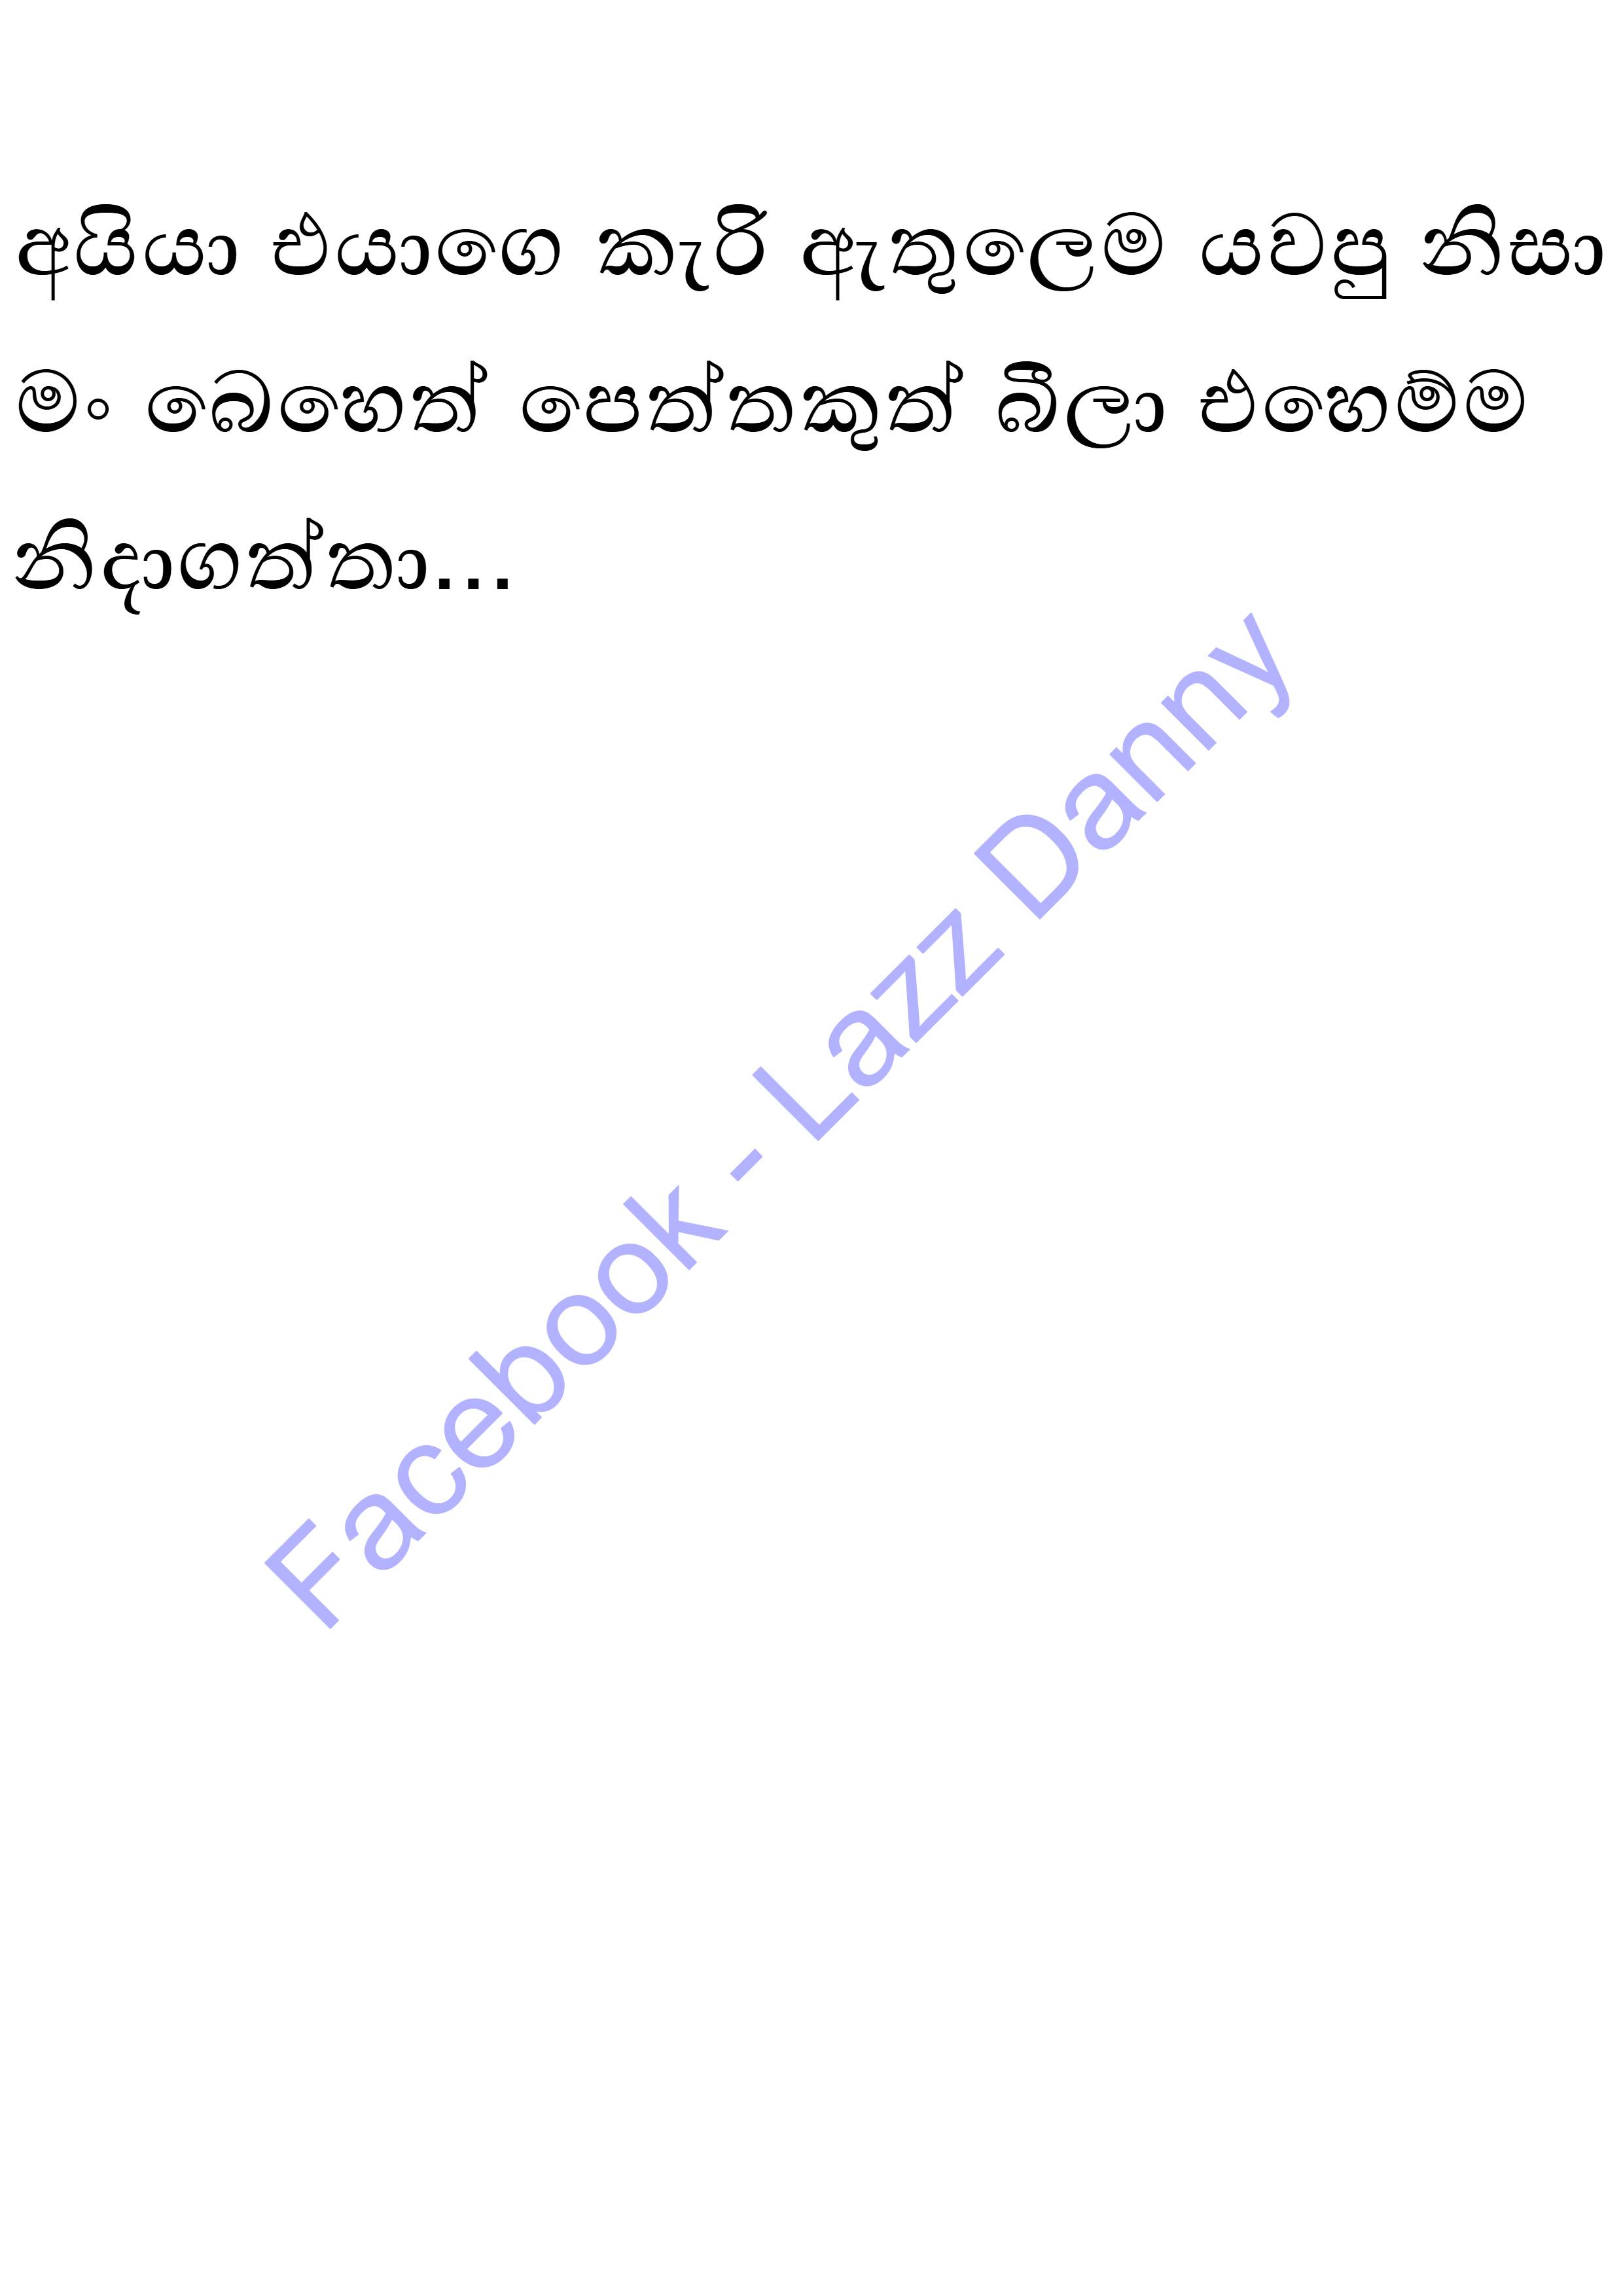 අයියා එයාගෙ කැරි ඇතුලෙම යවපු නිසා
මං බෙහෙත් පෙත්තකුත් බීලා එහෙම්ම
නිදාගත්තා...
Facebook - Lazz Danny